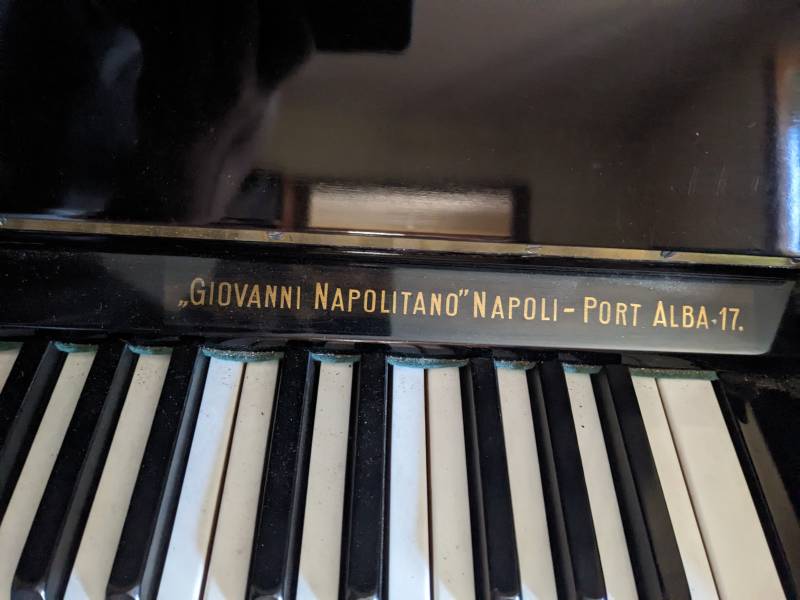 „GIOVANNI NAPOLITANO” NAPOLI - PORT ALBA-17.